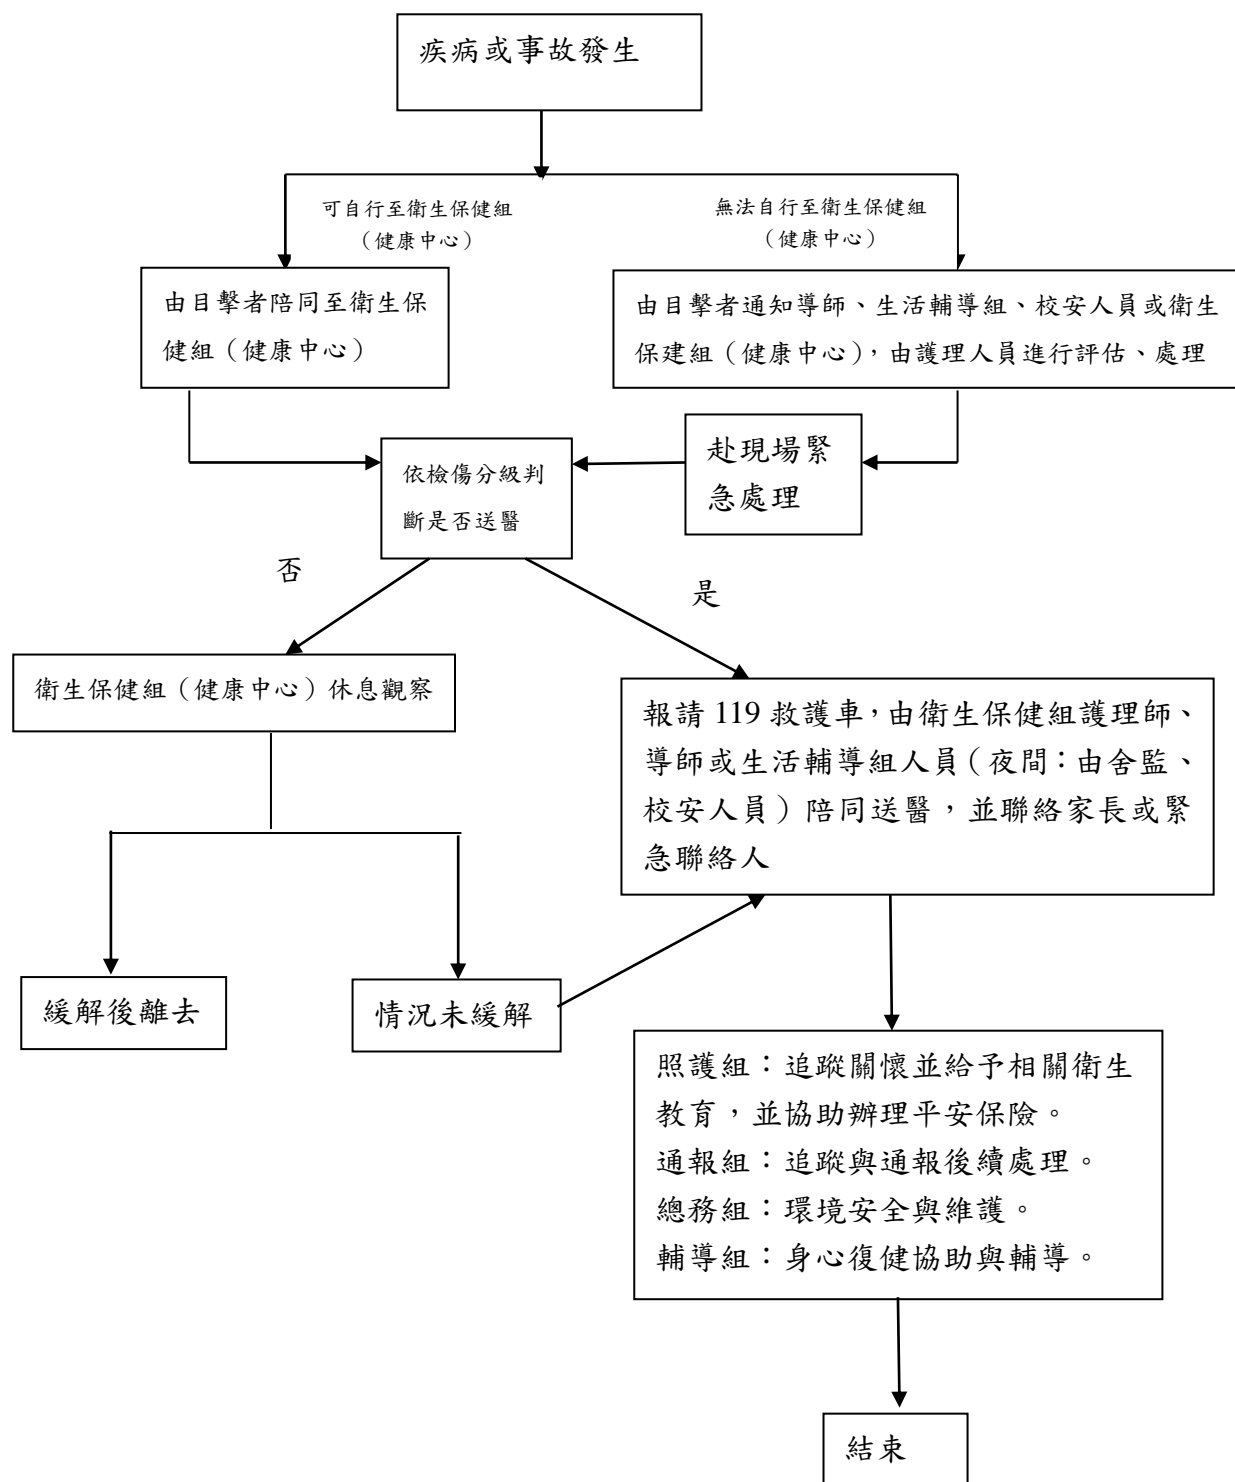 疾病或事故發生
可自行至衛生保健組
（健康中心）
無法自行至衛生保健組
（健康中心）
由目擊者陪同至衛生保
健組（健康中心）
由目擊者通知導師、生活輔導組、校安人員或衛生
保建組（健康中心），由護理人員進行評估、處理
赴現場緊
急處理
依檢傷分級判
斷是否送醫
否
是
衛生保健組（健康中心）休息觀察
報請 119 救護車，由衛生保健組護理師、
導師或生活輔導組人員（夜間：由舍監、
校安人員）陪同送醫，並聯絡家長或緊
急聯絡人
緩解後離去
情況未緩解
照護組：追蹤關懷並給予相關衛生
教育，並協助辦理平安保險。
通報組：追蹤與通報後續處理。
總務組：環境安全與維護。
輔導組：身心復健協助與輔導。
結束